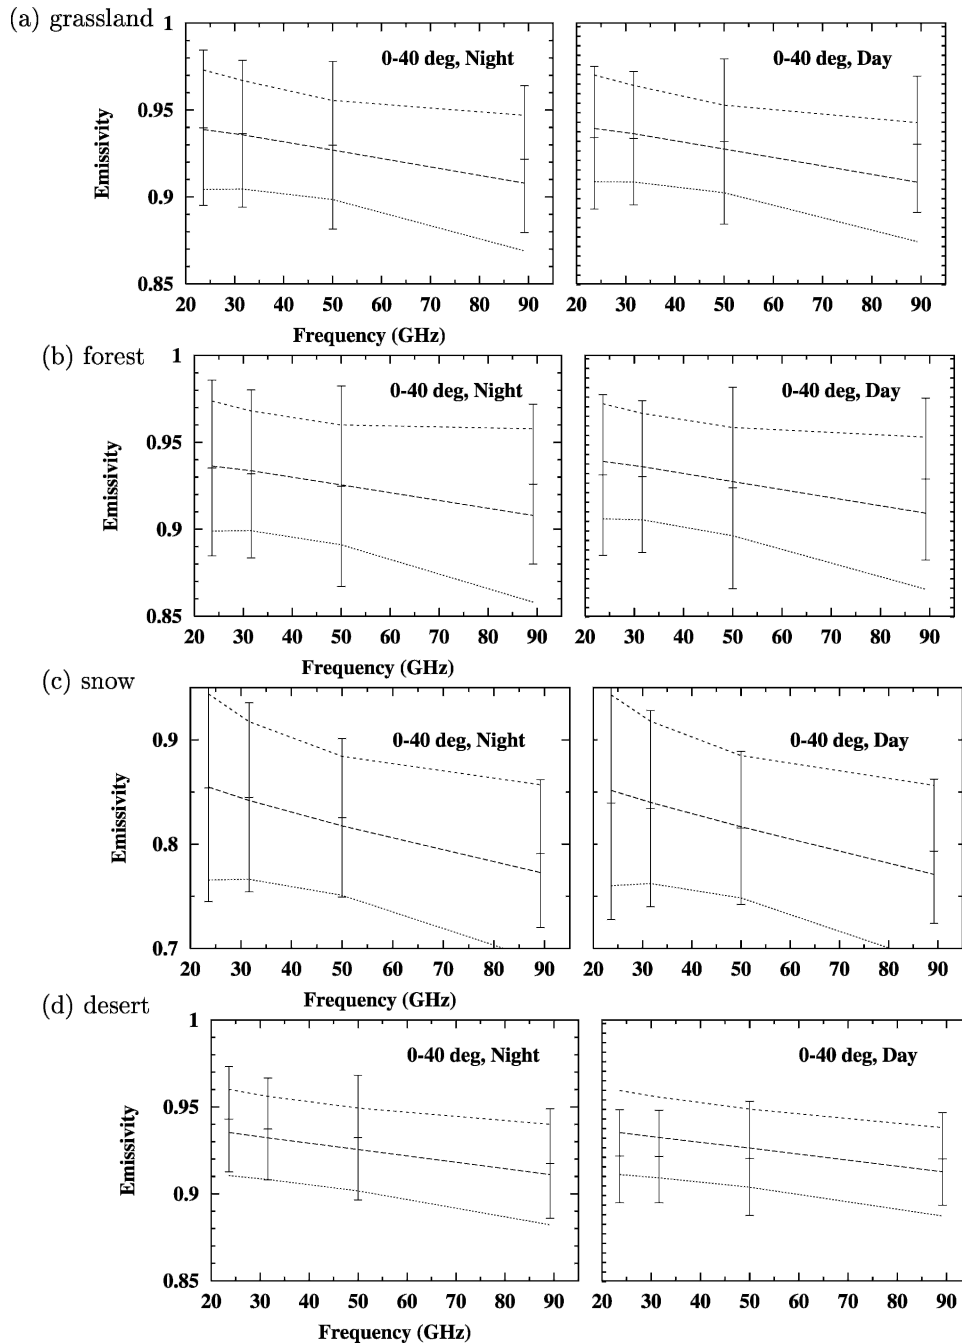 (a) grassland
0-40 deg, Night
0-40 deg, Day
Emissivity
1
0.95
0.9
0.85
20 30 40 50 60 70 80 90
20 30 40 50 60 70 80 90
Frequency (GHz)
(b) forest
0-40 deg, Night
0-40 deg, Day
Emissivity
1
0.95
0.9
0.85
20 30 40 50 60 70 80 90
20 30 40 50 60 70 80 90
Frequency (GHz)
(c) snow
0-40 deg, Night
0-40 deg, Day
Emissivity
0.9
0.8
0.7
20 30 40 50 60 70 80 90
20 30 40 50 60 70 80 90
Frequency (GHz)
(d) desert
0-40 deg, Night
0-40 deg, Day
Emissivity
1
0.95
0.9
0.85
20 30 40 50 60 70 80 90
20 30 40 50 60 70 80 90
Frequency (GHz)